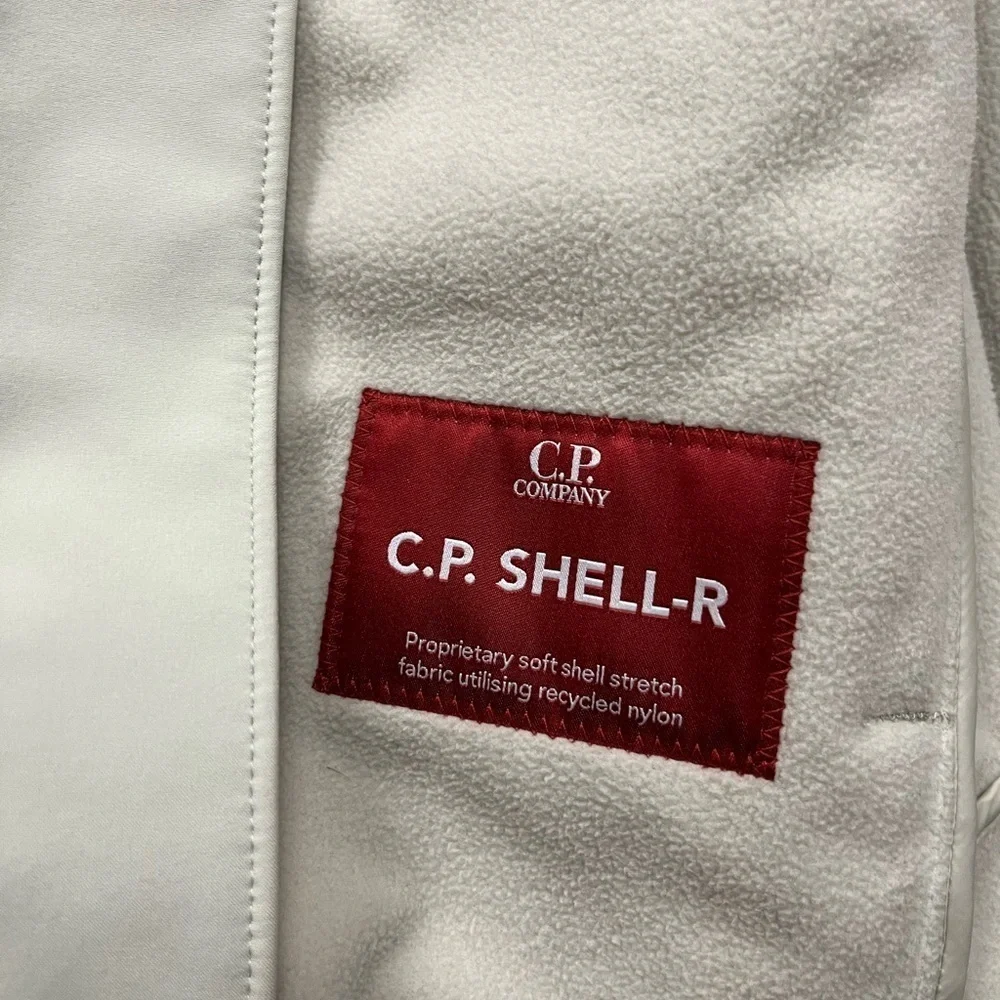 C.P.
COMPANY
C.P. SHELL-R
Proprietary soft shell stretch
fabric utilising recycled nylon